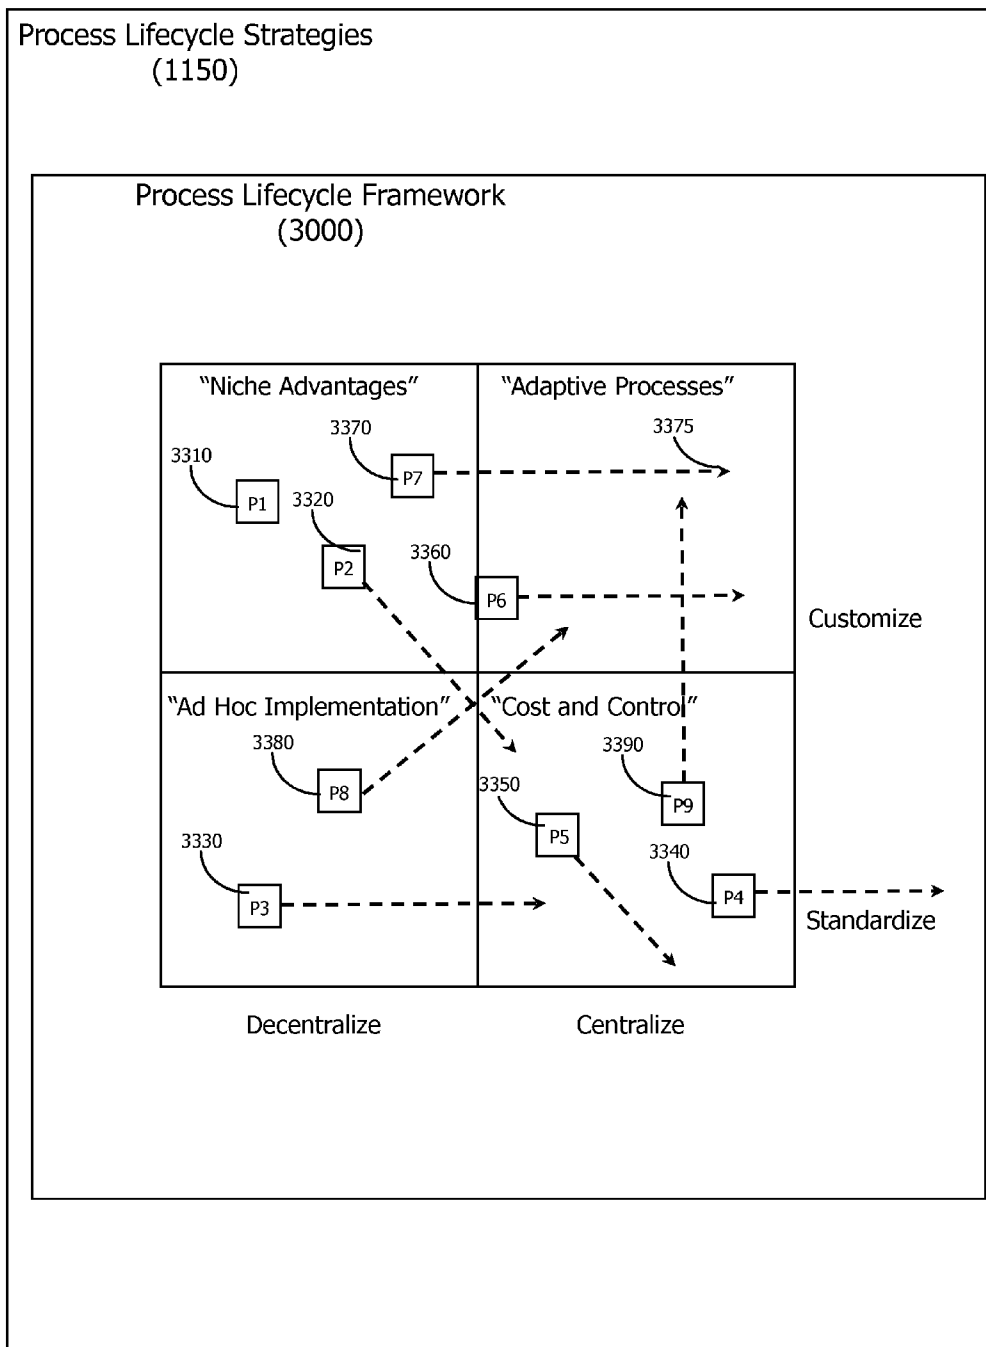 Process Lifecycle Strategies
(1150)
Process Lifecycle Framework
(3000)
“Niche Advantages”
“Adaptive Processes”
3370
3375
3310
P7
P1
3320
3360
P2
P6
Customize
“Ad Hoc Implementation”
“Cost and Control”
3380
3390
3350
P8
P9
P5
3330
3340
P3
P4
Standardize
Decentralize
Centralize